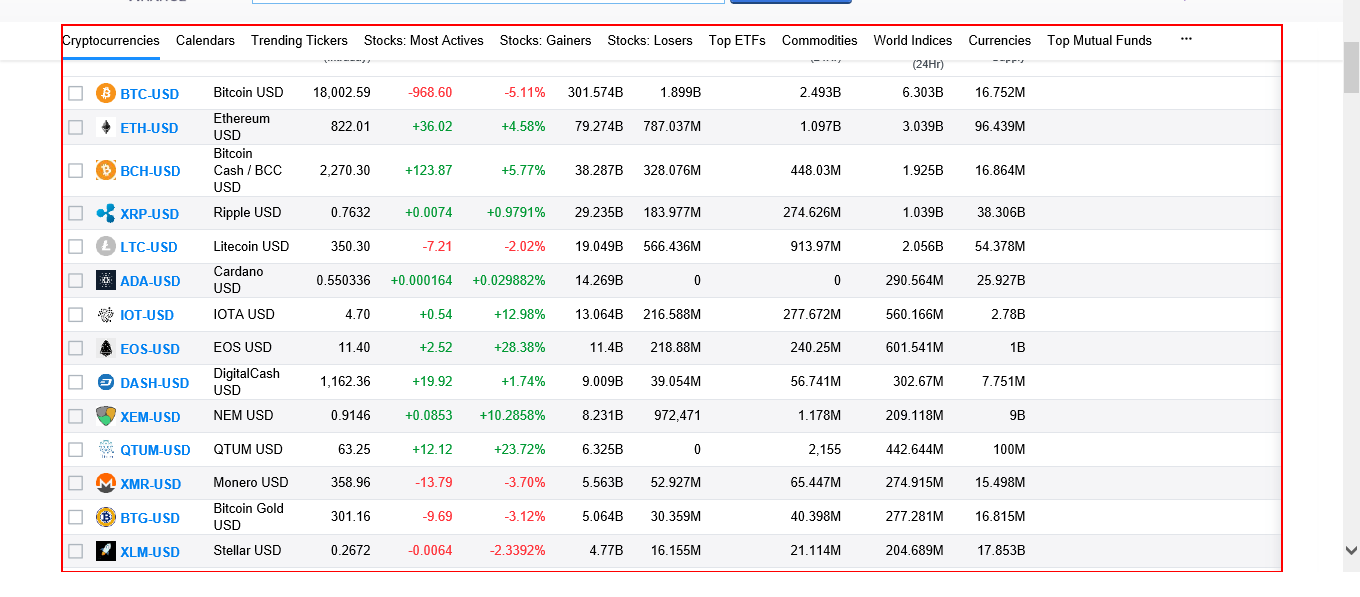 Cryptocurrencies Calendars Trending Tickers Stocks: Most Actives Stocks: Gainers Stocks: Losers Top ETFs Commodities World Indices Currencies Top Mutual Funds ...
(24Hr)
BTC-USD Bitcoin USD 18,002.59 -968.60 -5.11% 301.574B 1.899B 2.493B 6.303B 16.752M
ETH-USD Ethereum USD 822.01 +36.02 +4.58% 79.274B 787.037M 1.097B 3.039B 96.439M
BCH-USD Bitcoin Cash / BCC USD 2,270.30 +123.87 +5.77% 38.287B 328.076M 448.03M 1.925B 16.864M
XRP-USD Ripple USD 0.7632 +0.0074 +0.9791% 29.235B 183.977M 274.626M 1.039B 38.306B
LTC-USD Litecoin USD 350.30 -7.21 -2.02% 19.049B 566.436M 913.97M 2.056B 54.378M
ADA-USD Cardano USD 0.550336 +0.000164 +0.029882% 14.269B 0 0 290.564M 25.927B
IOT-USD IOTA USD 4.70 +0.54 +12.98% 13.064B 216.588M 277.672M 560.166M 2.78B
EOS-USD EOS USD 11.40 +2.52 +28.38% 11.4B 218.88M 240.25M 601.541M 1B
DASH-USD DigitalCash USD 1,162.36 +19.92 +1.74% 9.009B 39.054M 56.741M 302.67M 7.751M
XEM-USD NEM USD 0.9146 +0.0853 +10.2858% 8.231B 972,471 1.178M 209.118M 9B
QTUM-USD QTUM USD 63.25 +12.12 +23.72% 6.325B 0 2,155 442.644M 100M
XMR-USD Monero USD 358.96 -13.79 -3.70% 5.563B 52.927M 65.447M 274.915M 15.498M
BTG-USD Bitcoin Gold USD 301.16 -9.69 -3.12% 5.064B 30.359M 40.398M 277.281M 16.815M
XLM-USD Stellar USD 0.2672 -0.0064 -2.3392% 4.77B 16.155M 21.114M 204.689M 17.853B